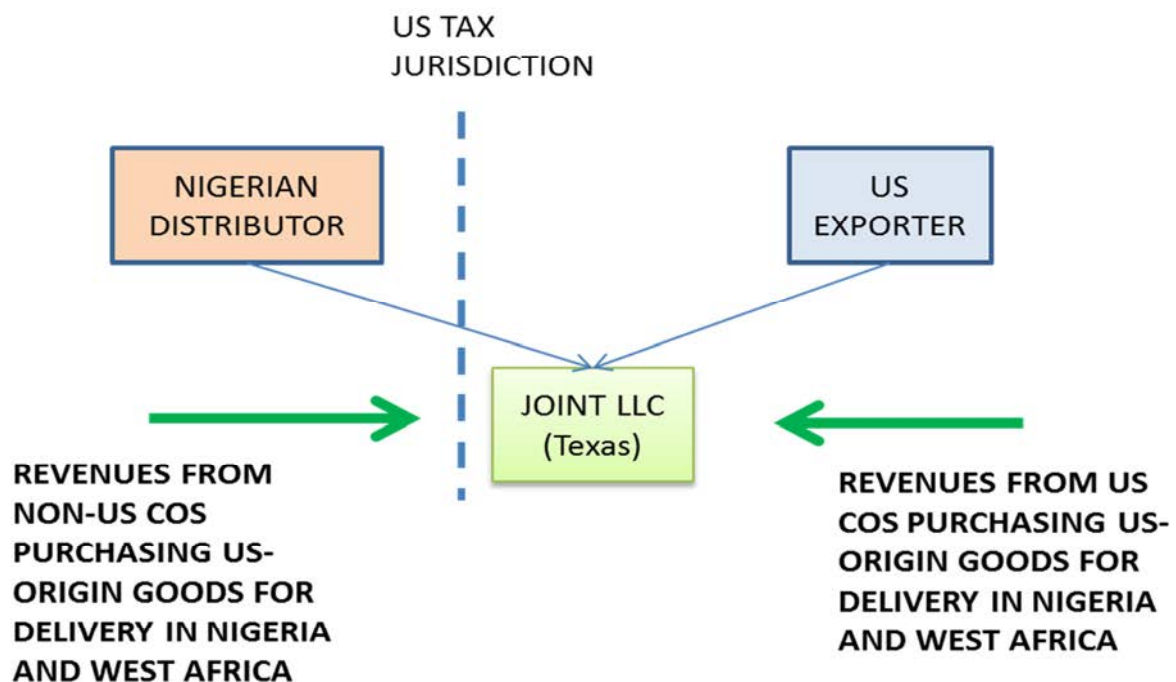 US TAX
JURISDICTION
NIGERIAN
DISTRIBUTOR
US
EXPORTER
JOINT LLC
(Texas)
REVENUES FROM
NON-US COS
PURCHASING US-
ORIGIN GOODS FOR
DELIVERY IN NIGERIA
AND WEST AFRICA
REVENUES FROM US
COS PURCHASING US-
ORIGIN GOODS FOR
DELIVERY IN NIGERIA
AND WEST AFRICA